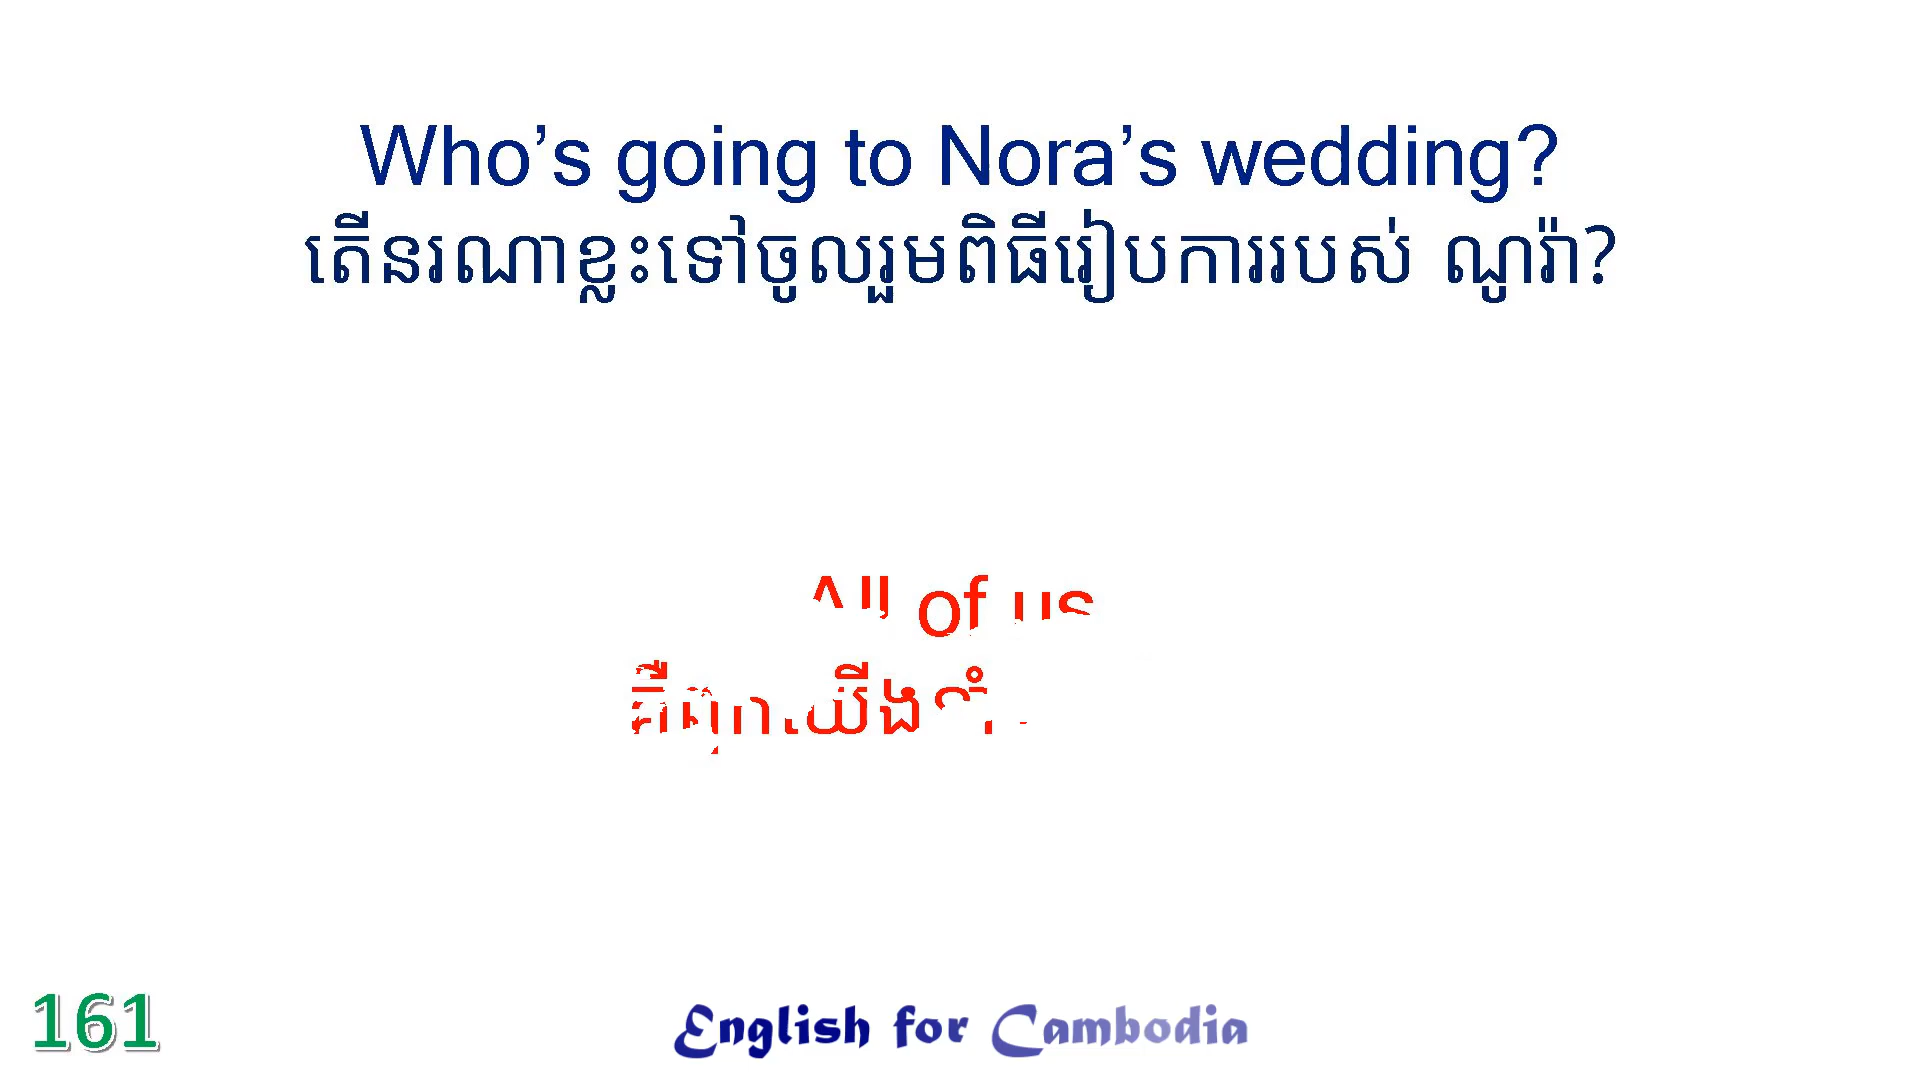 Who’s going to Nora’s wedding?
តើនរណាខ្លះទៅចូលរួមពិធីរៀបការរបស់ ណូរ៉ា?
All of us
161
English for Cambodia